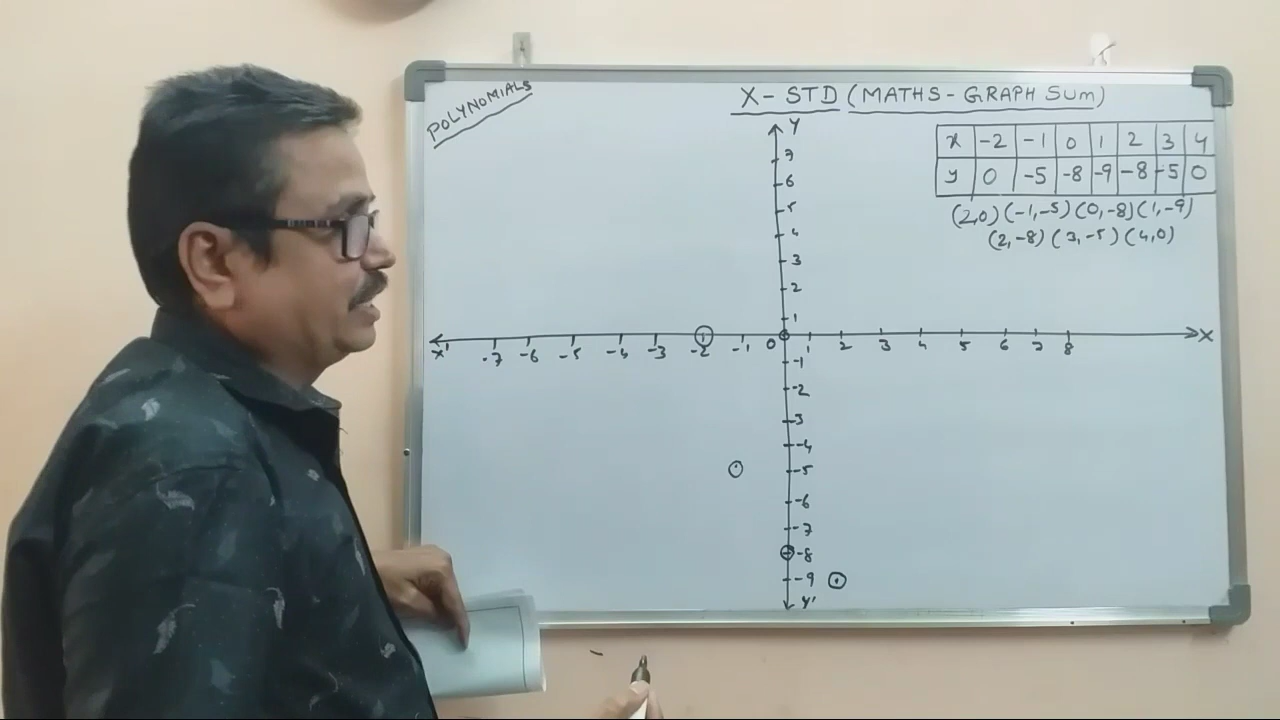 POLYNOMIALS
X - STD (MATHS - GRAPH SUM)
x -2 -1 0 1 2 3 4
y 0 -5 -8 -9 -8 -5 0
(2,0) (-1,-5) (0,-8) (1,-9)
(2,-8) (3,-5) (4,0)
Y
7
6
5
4
3
2
1
X' -7 -6 -5 -4 -3 -2 -1 0 1 2 3 4 5 6 7 8 X
-1
-2
-3
-4
-5
-6
-7
-8
-9
Y'